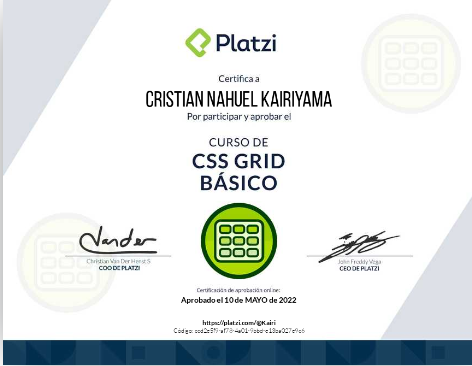 Platzi
Certifica a
CRISTIAN NAHUEL KAIRIYAMA
Por participar y aprobar el
CURSO DE
CSS GRID
BÁSICO
Christian Van Der Henst S.
COO DE PLATZI
John Freddy Vega
CEO DE PLATZI
Certificación de aprobación online:
Aprobado el 10 de MAYO de 2022
https://platzi.com/@Kairi
Código: